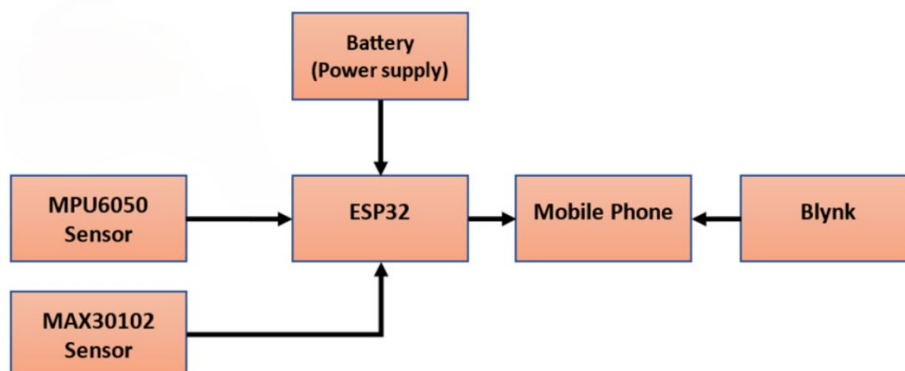 Battery
(Power supply)
MPU6050
Sensor
ESP32
Mobile Phone
Blynk
MAX30102
Sensor